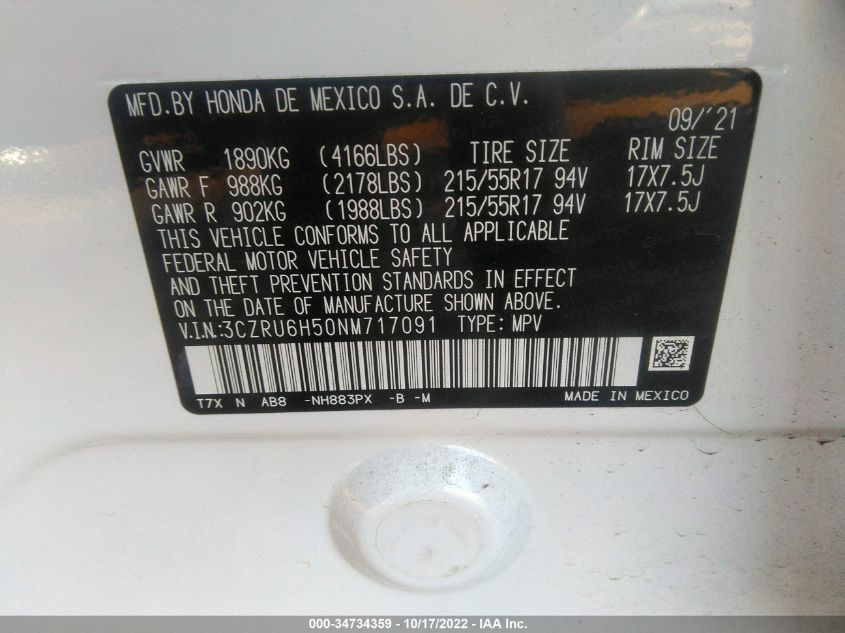 MFD.BY HONDA DE MEXICO S.A. DE C.V.
09/'21
GVWR 1890KG (4166LBS) TIRE SIZE RIM SIZE
GAWR F 988KG (2178LBS) 215/55R17 94V 17X7.5J
GAWR R 902KG (1988LBS) 215/55R17 94V 17X7.5J
THIS VEHICLE CONFORMS TO ALL APPLICABLE
FEDERAL MOTOR VEHICLE SAFETY
AND THEFT PREVENTION STANDARDS IN EFFECT
ON THE DATE OF MANUFACTURE SHOWN ABOVE.
V.I.N.:3CZRU6H50NM717091 TYPE: MPV
T7X N AB8 -NH883PX -B -M MADE IN MEXICO
000-34734359 - 10/17/2022 - IAA Inc.